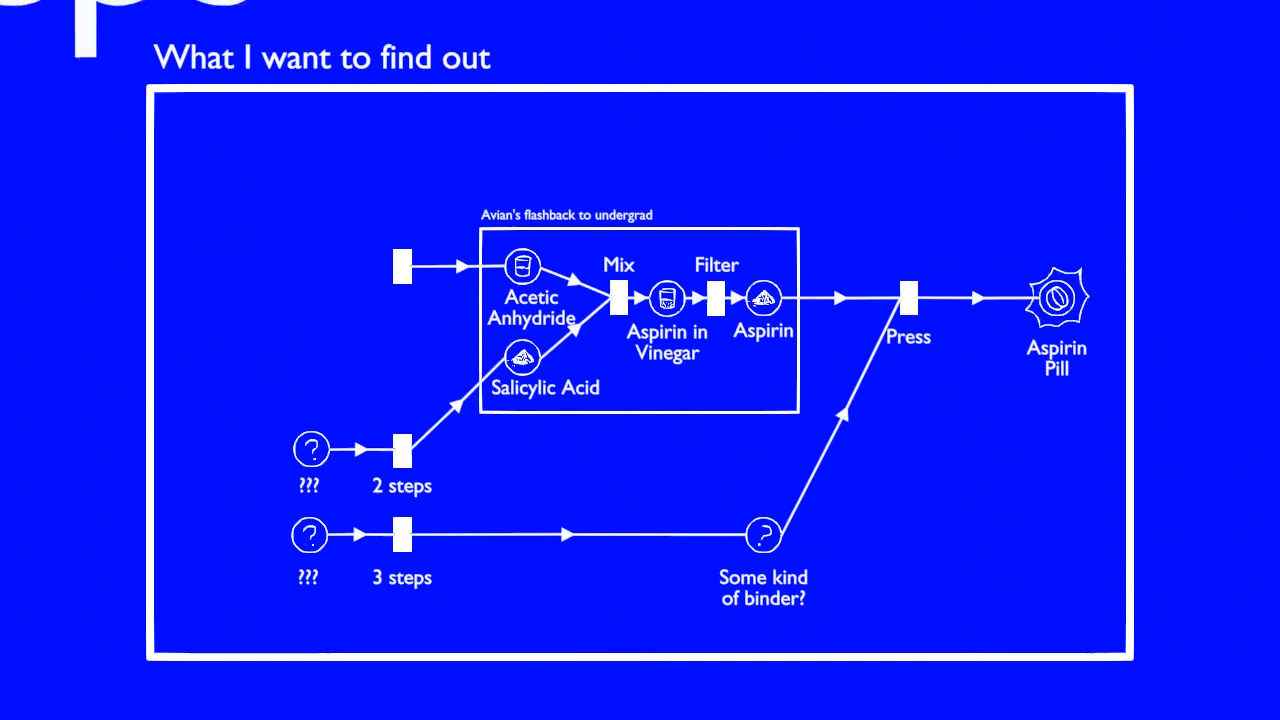 What I want to find out
Avian's flashback to undergrad
Mix
Filter
Acetic
Anhydride
Aspirin in
Vinegar
Aspirin
Press
Aspirin
Pill
Salicylic Acid
???
2 steps
???
3 steps
Some kind
of binder?